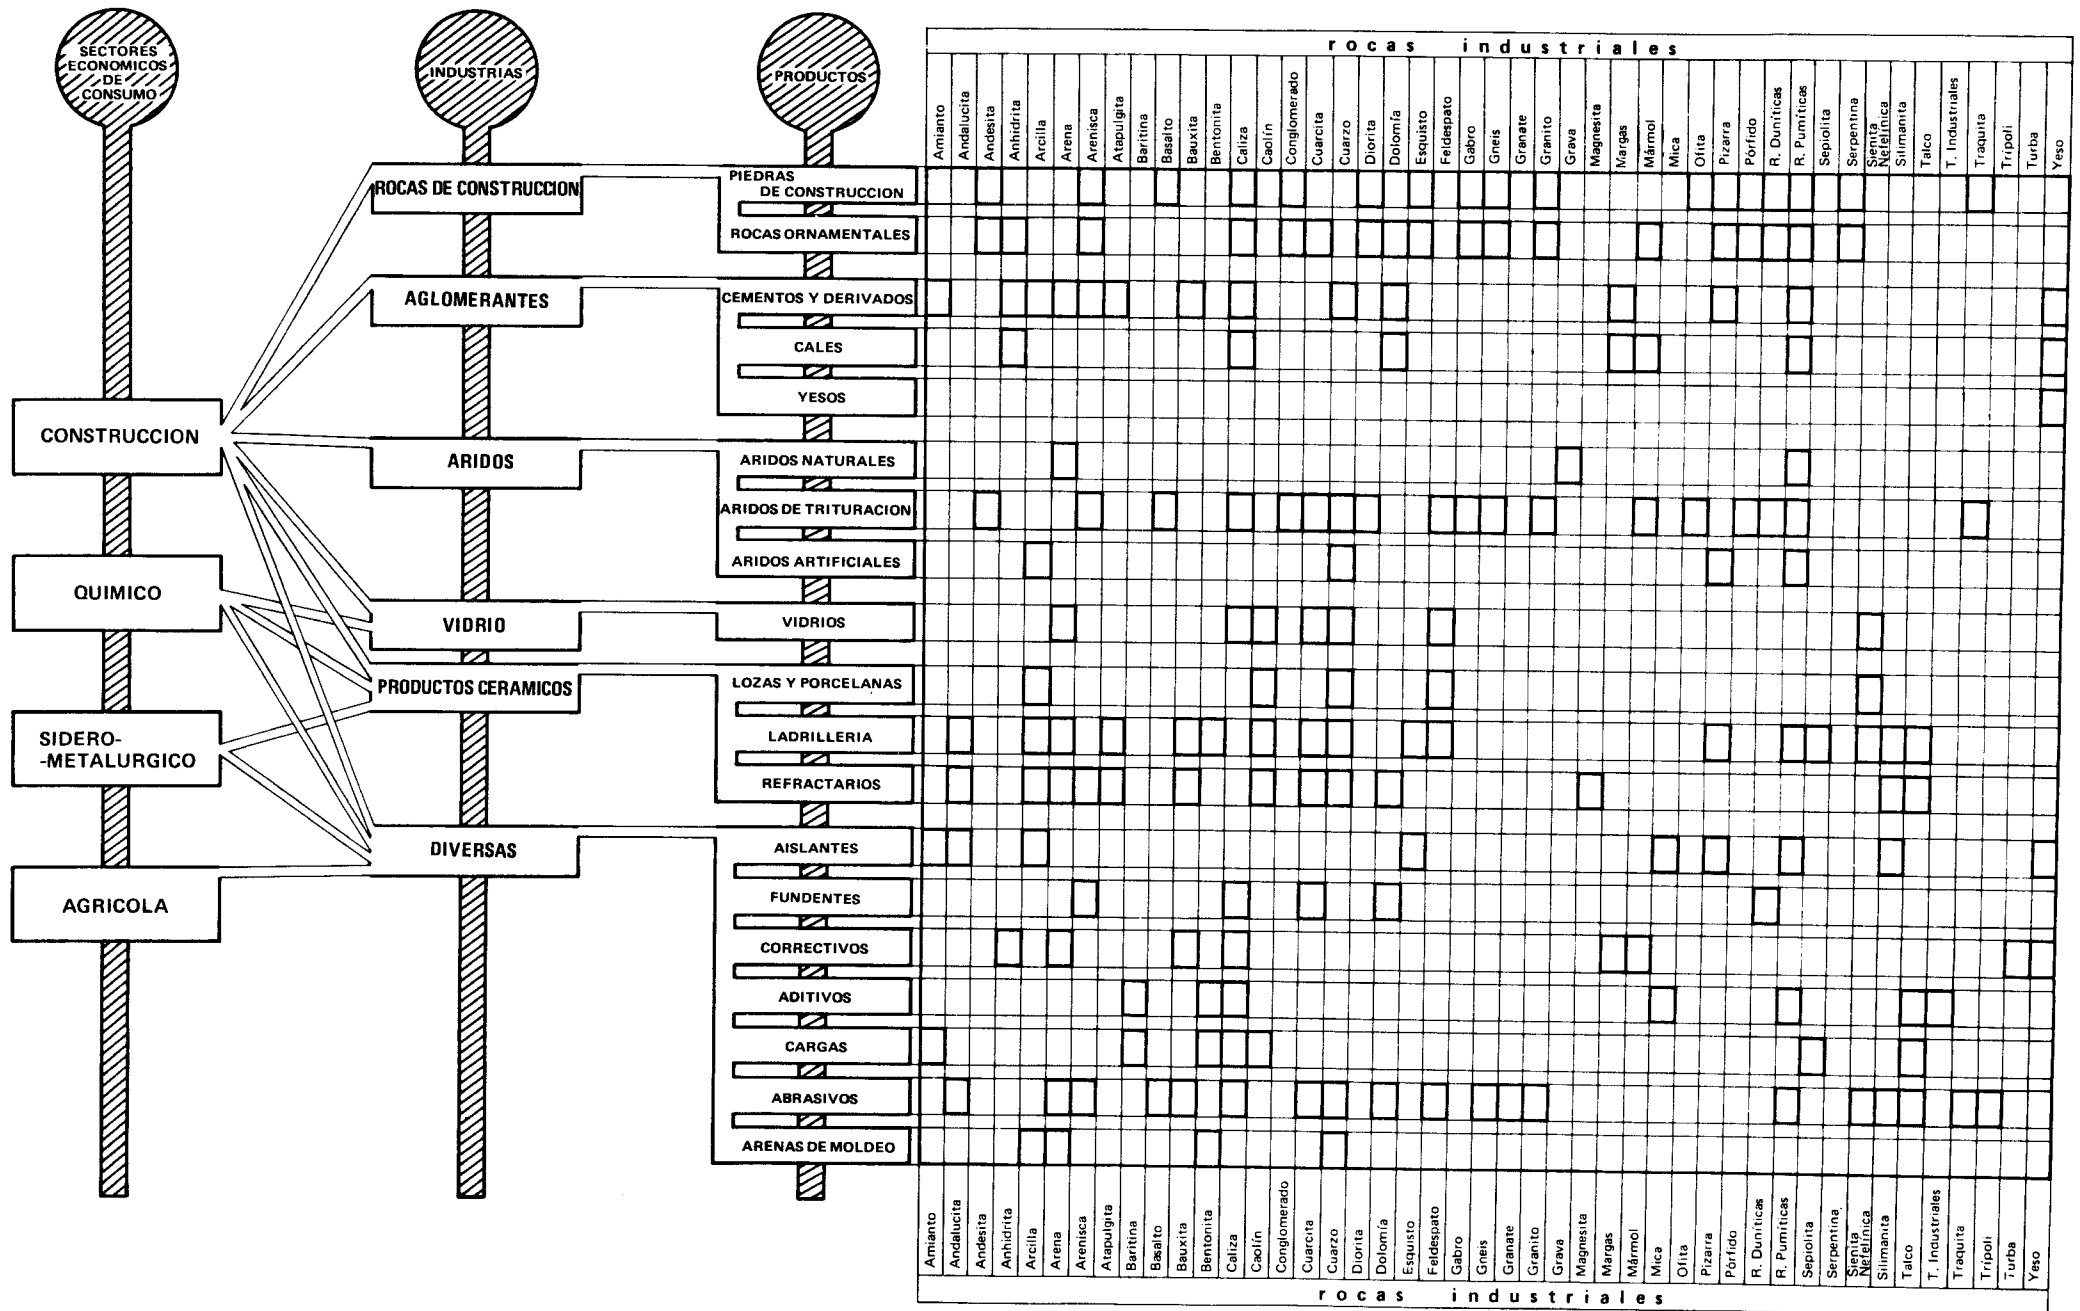 SECTORES
ECONOMICOS
DE
CONSUMO
INDUSTRIAS
PRODUCTOS
rocas industriales
Amianto
Andalucita
Andesita
Anhidrita
Arcilla
Arena
Arenisca
Atapulgita
Baritina
Basalto
Bauxita
Bentonita
Caliza
Caolín
Conglomerado
Cuarcita
Cuarzo
Diorita
Dolomía
Esquisto
Feldespato
Gabro
Gneis
Granate
Granito
Grava
Magnesita
Margas
Mármol
Mica
Ofita
Pizarra
Pórfido
R. Duníticas
R. Pumíticas
Sepiolita
Serpentina
Sienita
Nefelínica
Silimanita
Talco
T. Industriales
Traquita
Trípoli
Turba
Yeso
CONSTRUCCION
QUIMICO
SIDERO-
-METALURGICO
AGRICOLA
ROCAS DE CONSTRUCCION
AGLOMERANTES
ARIDOS
VIDRIO
PRODUCTOS CERAMICOS
DIVERSAS
PIEDRAS
DE CONSTRUCCION
ROCAS ORNAMENTALES
CEMENTOS Y DERIVADOS
CALES
YESOS
ARIDOS NATURALES
ARIDOS DE TRITURACION
ARIDOS ARTIFICIALES
VIDRIOS
LOZAS Y PORCELANAS
LADRILLERIA
REFRACTARIOS
AISLANTES
FUNDENTES
CORRECTIVOS
ADITIVOS
CARGAS
ABRASIVOS
ARENAS DE MOLDEO
Amianto
Andalucita
Andesita
Anhidrita
Arcilla
Arena
Arenisca
Atapulgita
Baritina
Basalto
Bauxita
Bentonita
Caliza
Caolín
Conglomerado
Cuarcita
Cuarzo
Diorita
Dolomía
Esquisto
Feldespato
Gabro
Gneis
Granate
Granito
Grava
Magnesita
Margas
Mármol
Mica
Ofita
Pizarra
Pórfido
R. Duníticas
R. Pumíticas
Sepiolita
Serpentina
Sienita
Nefelínica
Silimanita
Talco
T. Industriales
Traquita
Trípoli
Turba
Yeso
rocas industriales